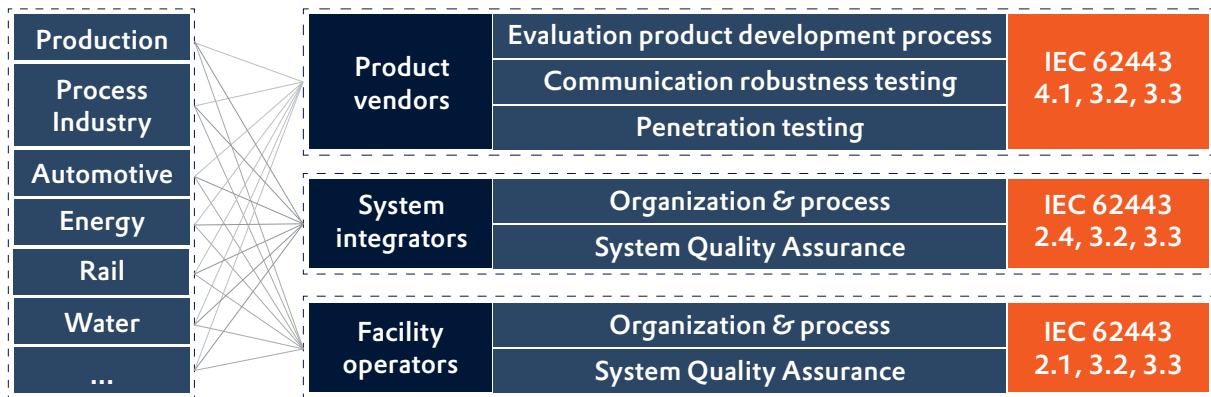 Production
Process
Industry
Automotive
Energy
Rail
Water
...
Product
vendors
Evaluation product development process
Communication robustness testing
Penetration testing
IEC 62443
4.1, 3.2, 3.3
System
integrators
Organization & process
System Quality Assurance
IEC 62443
2.4, 3.2, 3.3
Facility
operators
Organization & process
System Quality Assurance
IEC 62443
2.1, 3.2, 3.3